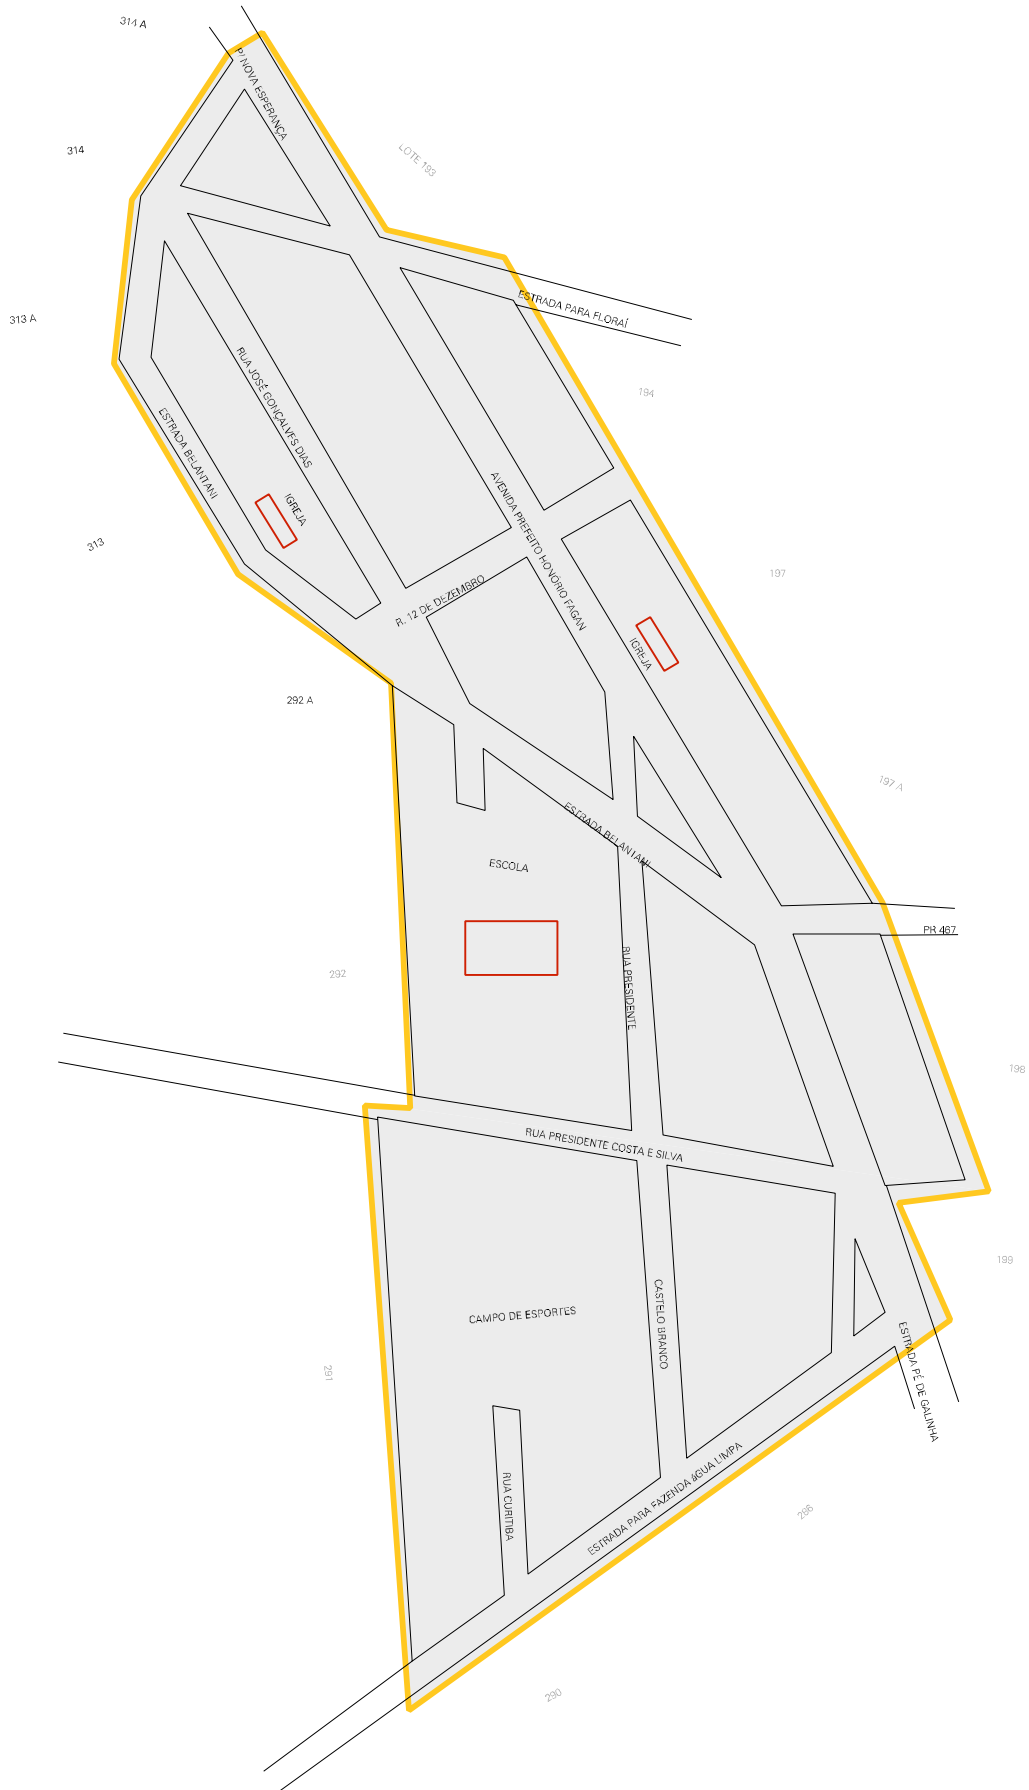 314 A
P/ NOVA ESPERANÇA
314
LOTE 193
313 A
ESTRADA PARA FLORAÍ
194
RUA JOSÉ GONÇALVES DIAS
ESTRADA BELANTANI
IGREJA
AVENIDA PREFEITO HONÓRIO FAGAN
313
197
R. 12 DE DEZEMBRO
IGREJA
292 A
197 A
ESTRADA BELANTANI
ESCOLA
PR 467
292
RUA PRESIDENTE
198
RUA PRESIDENTE COSTA E SILVA
199
CAMPO DE ESPORTES
CASTELO BRANCO
291
ESTRADA PÉ DE GALINHA
RUA CURITIBA
ESTRADA PARA FAZENDA áGUA LIMPA
286
290